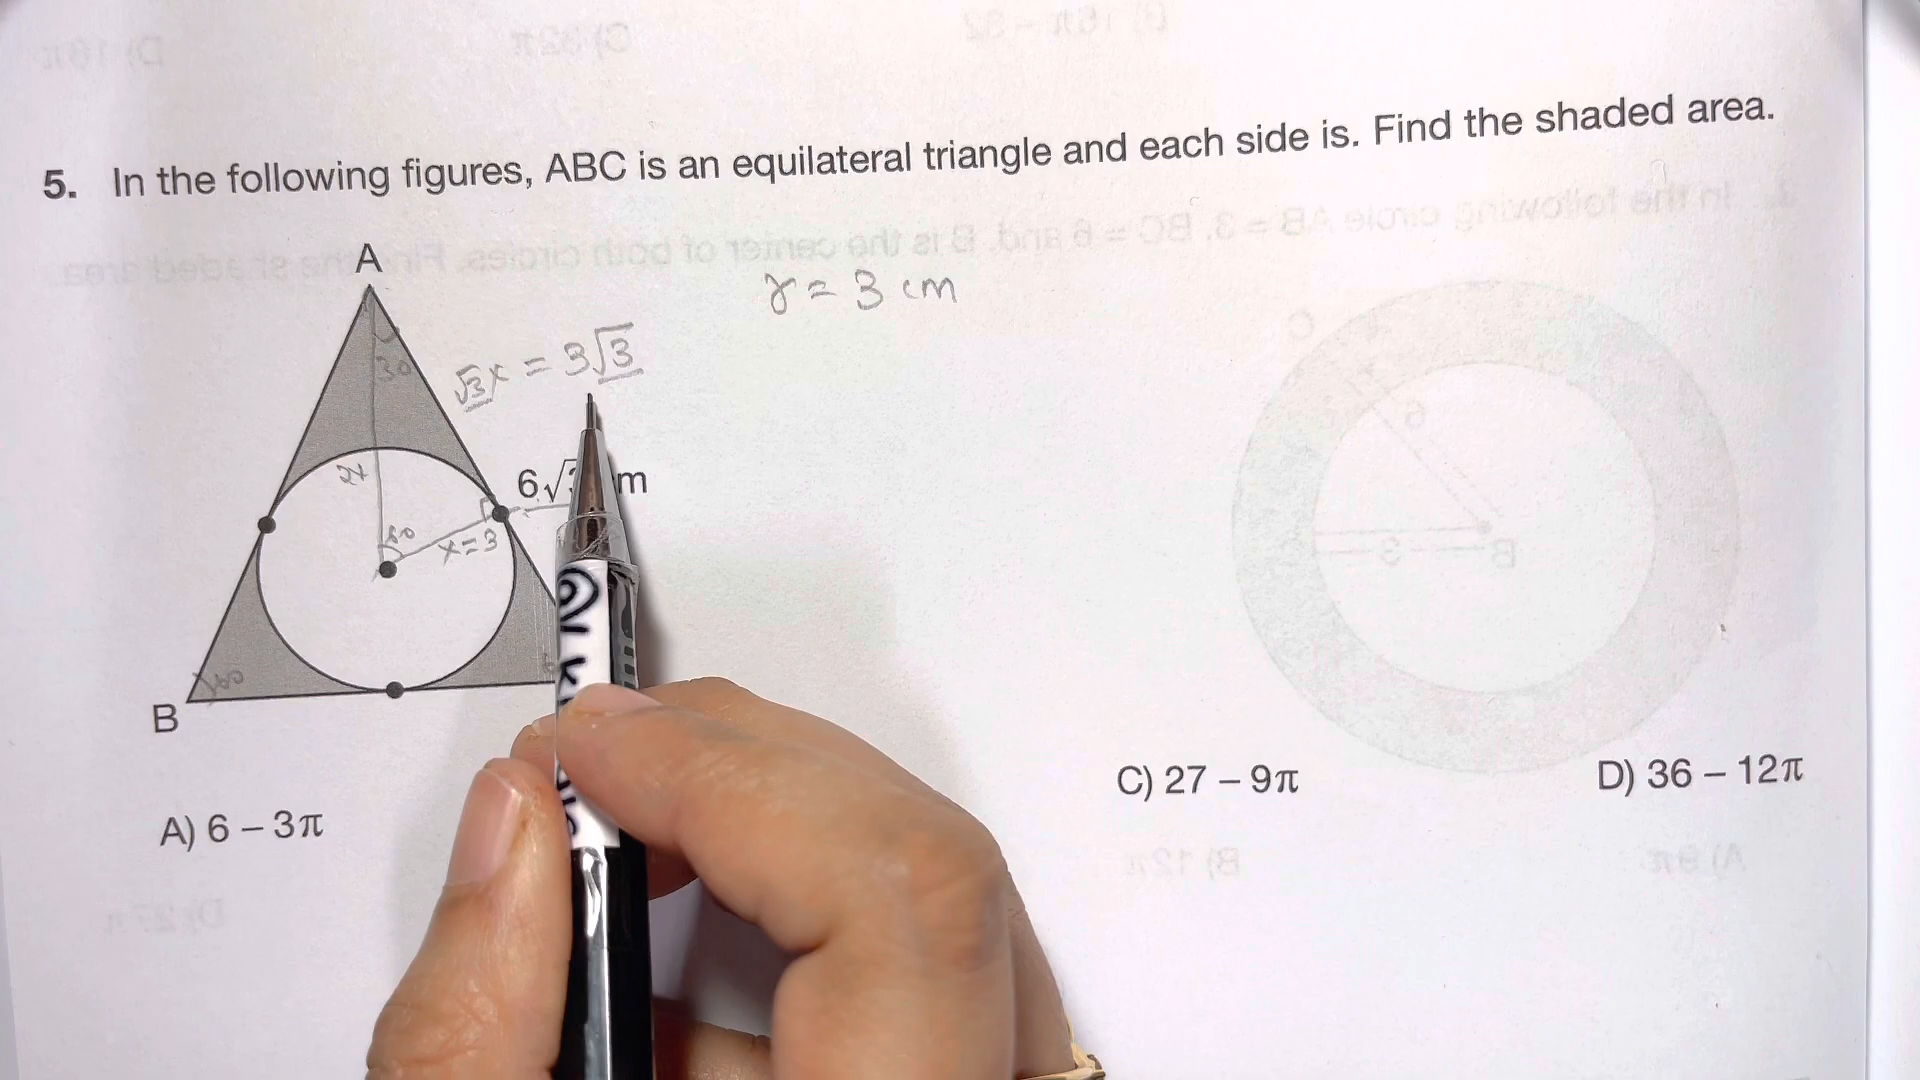 5. In the following figures, ABC is an equilateral triangle and each side is. Find the shaded area.
A
r = 3 cm
30
√3x = 3√3
2x
6√ m
60
x=3
60
B
A) 6 – 3π
C) 27 – 9π
D) 36 – 12π